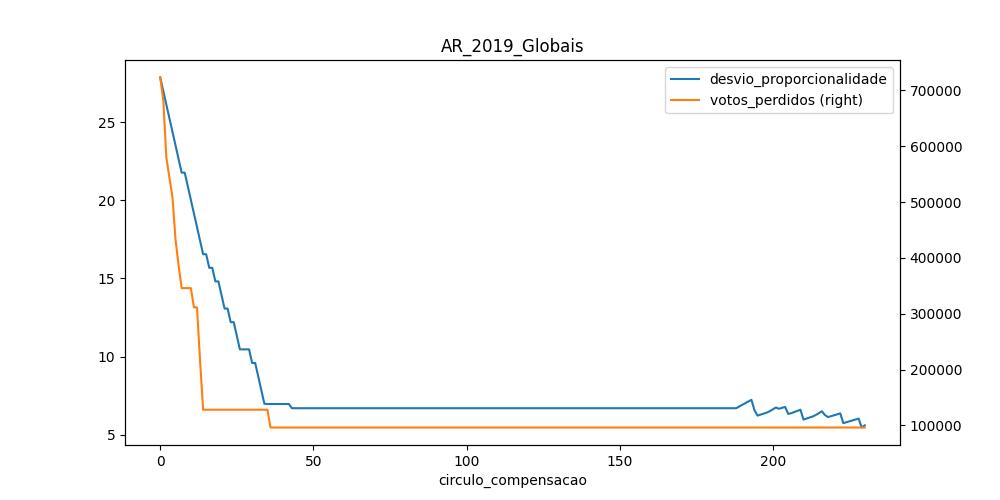 AR_2019_Globais
desvio_proporcionalidade
votos_perdidos (right)
25
20
15
10
5
700000
600000
500000
400000
300000
200000
100000
0 50 100 150 200
circulo_compensacao